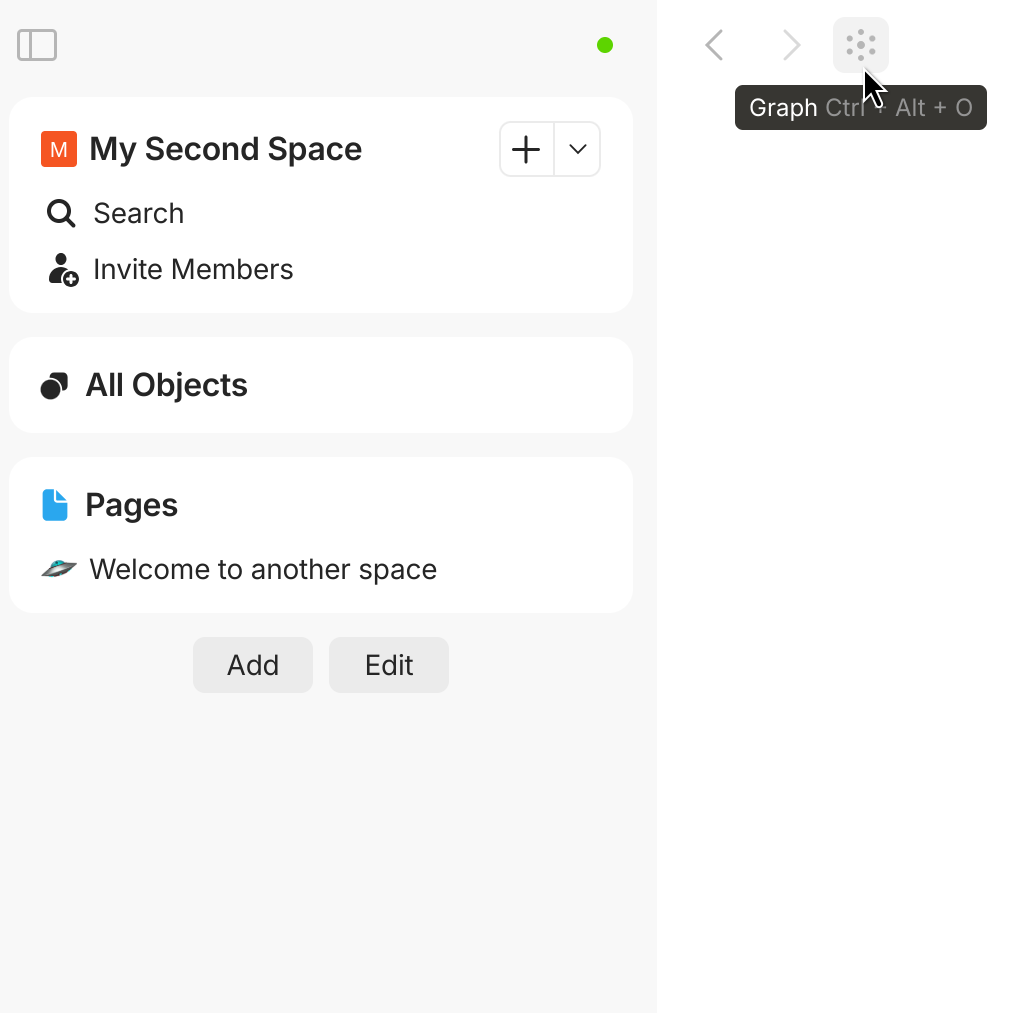 Graph Ctrl + Alt + O
M My Second Space
Search
Invite Members
All Objects
Pages
Welcome to another space
Add Edit